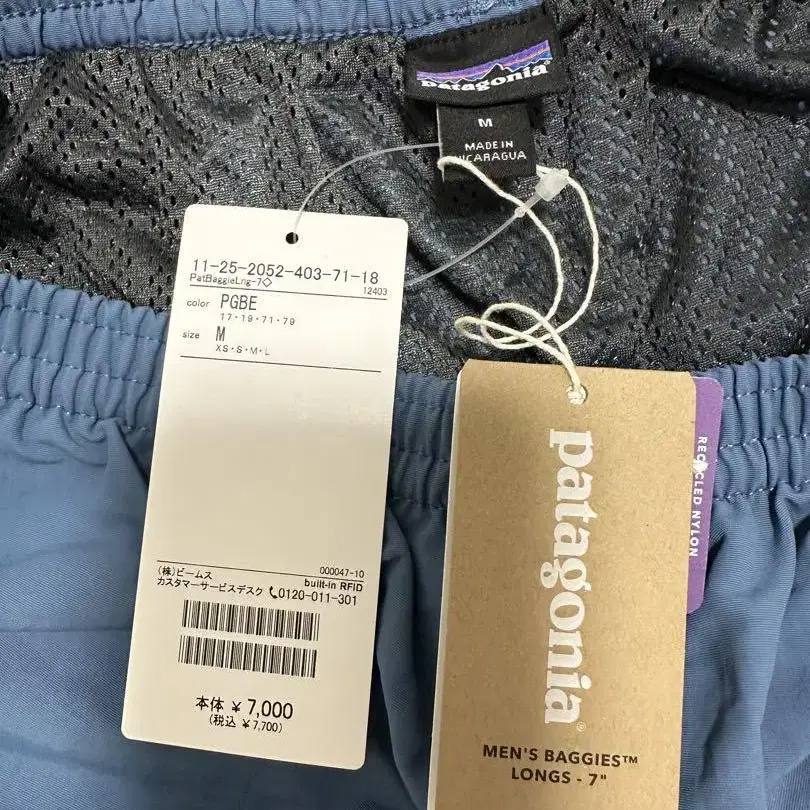 patagonia
M
MADE IN
NICARAGUA
11-25-2052-403-71-18
PatBaggieLng-7◇
12403
color PGBE
17・19・71・79
size M
XS・S・M・L
(株)ビームス
000047-10
built-in RFID
カスタマーサービスデスク 0120-011-301
本体 ¥ 7,000
(税込 ¥ 7,700)
patagonia®
MEN'S BAGGIES™
LONGS - 7"
RECYCLED NYLON